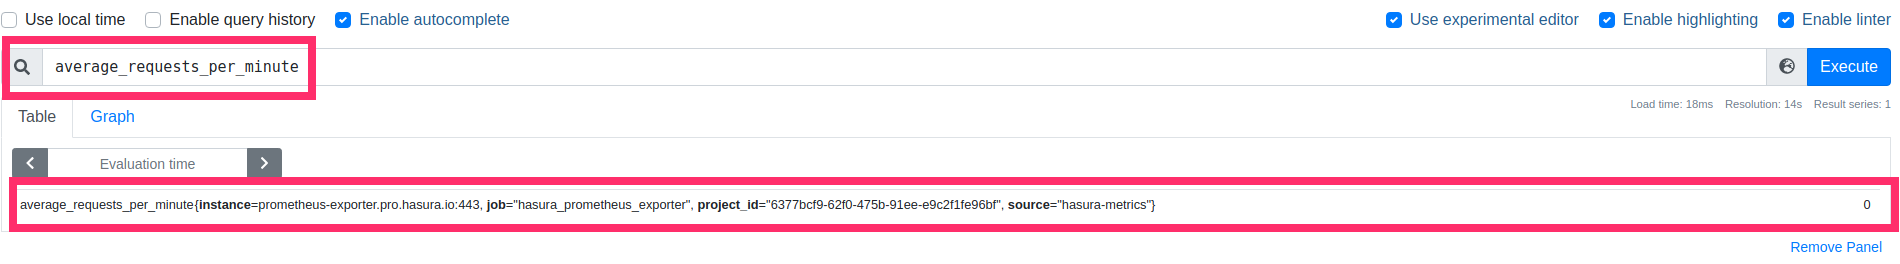 Use local time Enable query history Enable autocomplete Use experimental editor Enable highlighting Enable linter
average_requests_per_minute Execute
Load time: 18ms Resolution: 14s Result series: 1
Table Graph
Evaluation time
average_requests_per_minute{instance=prometheus-exporter.pro.hasura.io:443, job="hasura_prometheus_exporter", project_id="6377bcf9-62f0-475b-91ee-e9c2f1fe96bf", source="hasura-metrics"} 0
Remove Panel